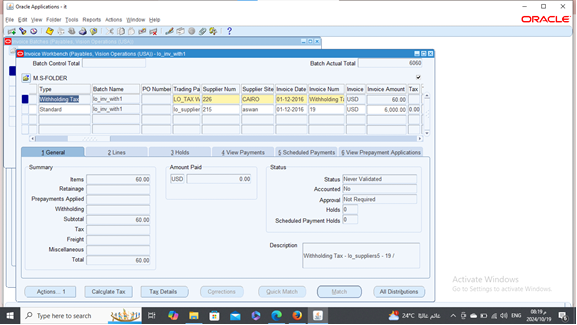 Oracle Applications - it
File Edit View Folder Tools Reports Actions Window Help
ORACLE
Invoice Workbench (Payables, Vision Operations (USA)) - lo_inv_with1
Batch Control Total
Batch Actual Total 6060
M.S-FOLDER
Type Batch Name PO Number Trading Pa Supplier Num Supplier Site Invoice Date Invoice Num Invoice Invoice Amount Tax
Withholding Tax lo_inv_with1 LO_TAX W 226 CAIRO 01-12-2016 Withholding Ta USD 60.00
Standard lo_inv_with1 lo_supplier 215 aswan 01-12-2016 19 USD 6,000.00 0.00
1 General 2 Lines 3 Holds 4 View Payments 5 Scheduled Payments 6 View Prepayment Applications
Summary Amount Paid Status
Items 60.00 USD 0.00 Status Never Validated
Retainage Accounted No
Prepayments Applied Approval Not Required
Withholding Holds 0
Subtotal 60.00 Scheduled Payment Holds 0
Tax
Freight
Miscellaneous
Total 60.00
Description Withholding Tax - lo_suppliers5 - 19 /
Actions... 1 Calculate Tax Tax Details Corrections Quick Match Match All Distributions
Activate Windows
Go to Settings to activate Windows.
Type here to search
24°C ENG 08:19 م
2024/10/19